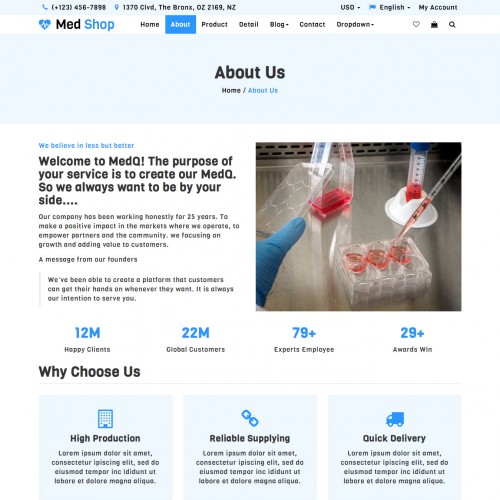 (+123) 456-7898 1370 Clvd, The Bronx, OZ 2169, NZ USD English My Account
Med Shop Home About Product Detail Blog Contact Dropdown
About Us
Home / About Us
We believe in less but better
Welcome to MedQ! The purpose of
your service is to create our MedQ.
So we always want to be by your
side....
Our company has been working honestly for 25 years. To
make a positive impact in the markets where we operate, to
empower partners and the community. we focusing on
growth and adding value to customers.
A message from our founders
We've been able to create a platform that customers
can get their hands on whenever they want. It is always
our intention to serve you.
12M 22M 79+ 29+
Happy Clients Global Customers Experts Employee Awards Win
Why Choose Us
High Production
Lorem ipsum dolor sit amet,
consectetur ipiscing elit, sed do
eiusmod tempor inc idunt ut
labore et dolore magna aliqua.
Reliable Supplying
Lorem ipsum dolor sit amet,
consectetur ipiscing elit, sed do
eiusmod tempor inc idunt ut
labore et dolore magna aliqua.
Quick Delivery
Lorem ipsum dolor sit amet,
consectetur ipiscing elit, sed do
eiusmod tempor inc idunt ut
labore et dolore magna aliqua.